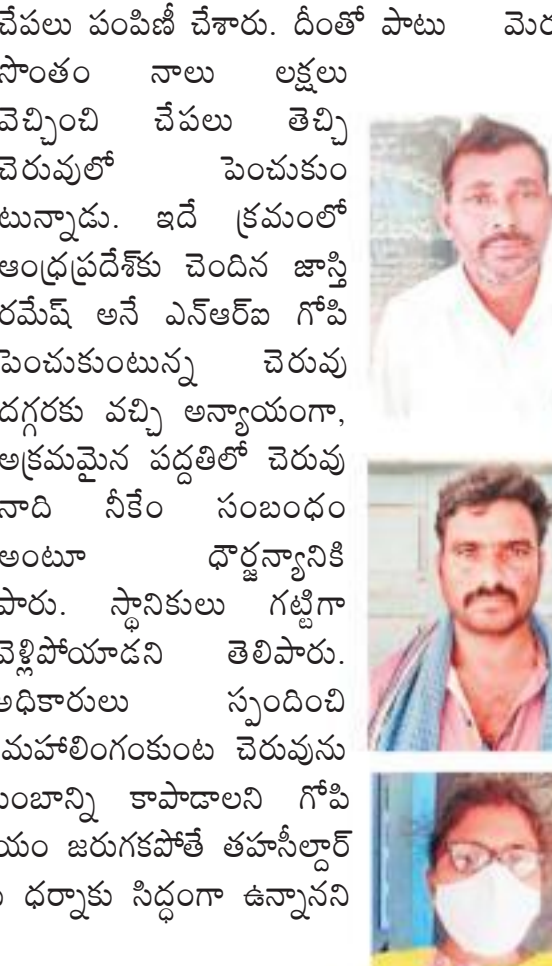 చేపలు పంపిణీ చేశారు. దీంతో పాటు
సొంతం నాలు లక్షలు
వెచ్చించి చేపలు తెచ్చి
చెరువులో పెంచుకుం
టున్నాడు. ఇదే క్రమంలో
ఆంధ్రప్రదేశ్‌కు చెందిన జాస్తి
రమేష్ అనే ఎన్ఆర్ఐ గోపి
పెంచుకుంటున్న చెరువు
దగ్గరకు వచ్చి అన్యాయంగా,
అక్రమమైన పద్దతిలో చెరువు
నాది నీకేం సంబంధం
అంటూ ధౌర్జన్యానికి
పారు. స్థానికులు గట్టిగా
వెళ్లిపోయాడని తెలిపారు.
అధికారులు స్పందించి
మహాలింగంకుంట చెరువును
కాపాడాలని గోపి
జరుగకపోతే తహసీల్దార్
ధర్నాకు సిద్ధంగా ఉన్నానని